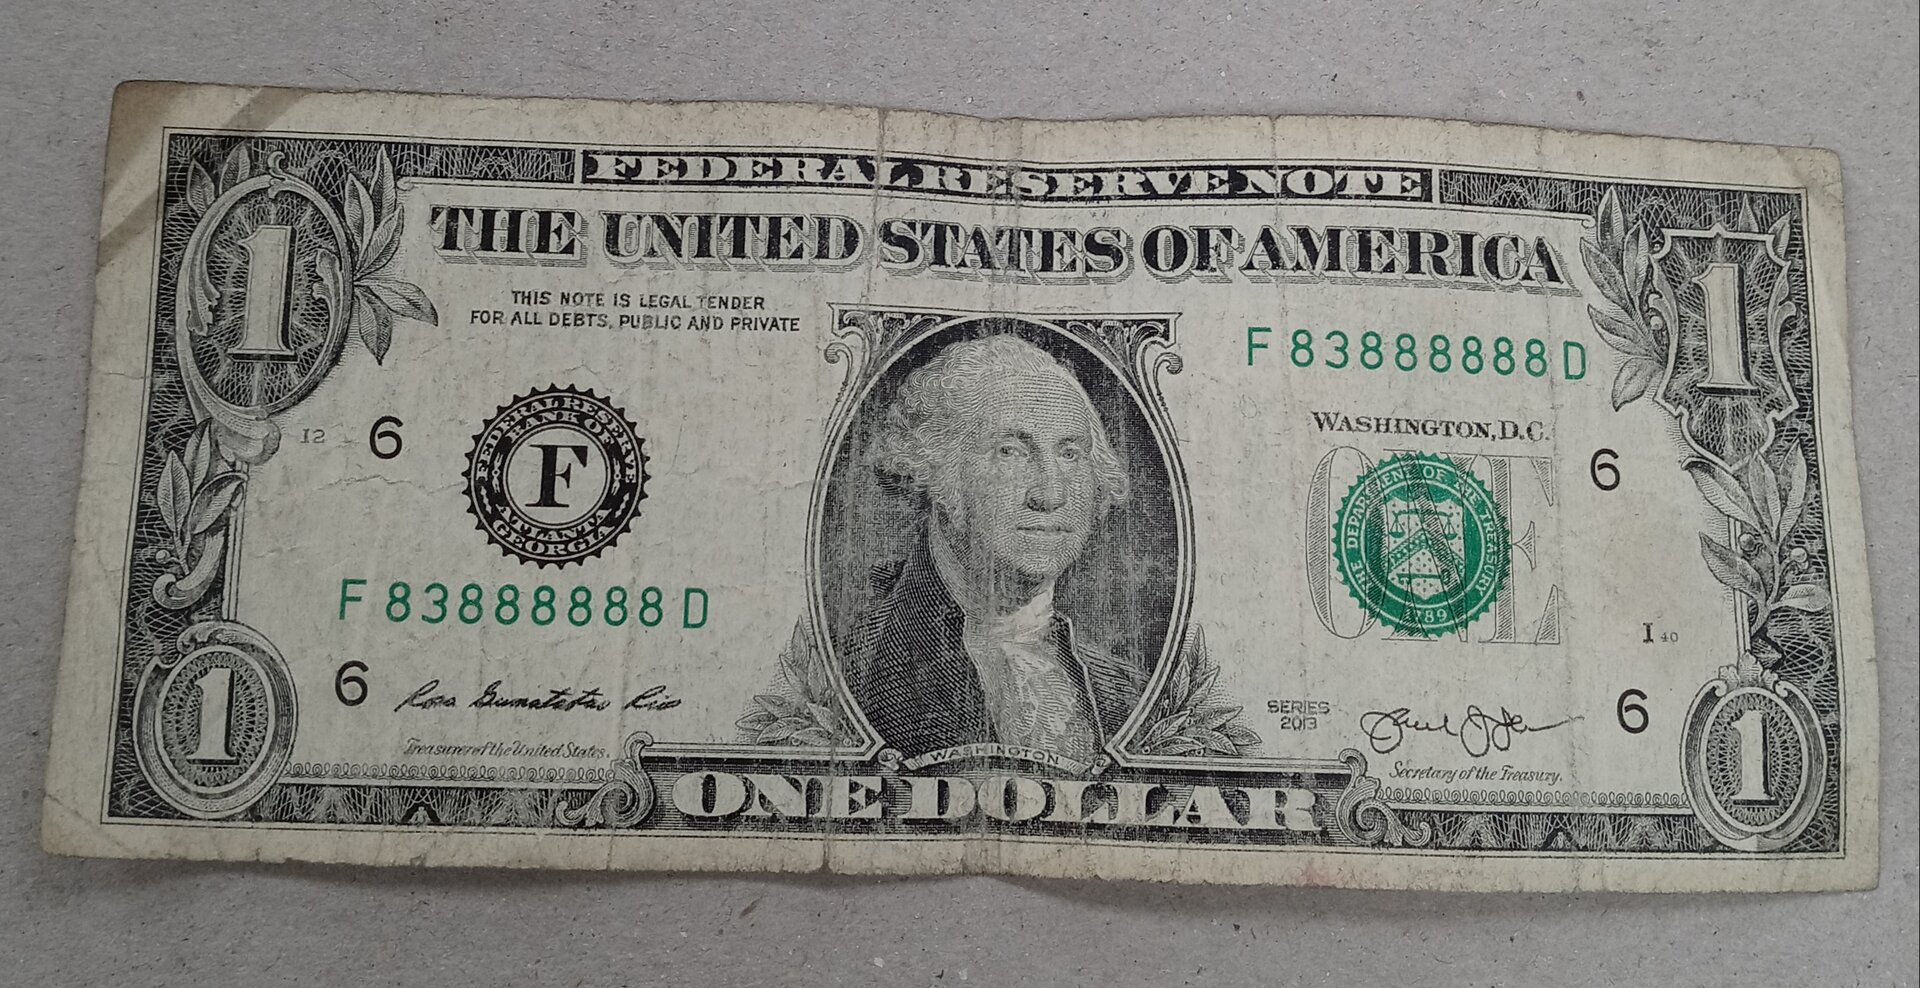 FEDERAL RESERVE NOTE
THE UNITED STATES OF AMERICA
1
1
THIS NOTE IS LEGAL TENDER
FOR ALL DEBTS, PUBLIC AND PRIVATE
F 83888888 D
WASHINGTON, D.C.
I2
6
FEDERAL RESERVE
BANK OF
F
ATLANTA
GEORGIA
ONE
THE DEPARTMENT OF THE TREASURY
1789
6
F 83888888 D
I 40
6
Rosa Gumataotao Rios
Treasurer of the United States.
SERIES
2013
6
Secretary of the Treasury.
WASHINGTON
1
ONE DOLLAR
1